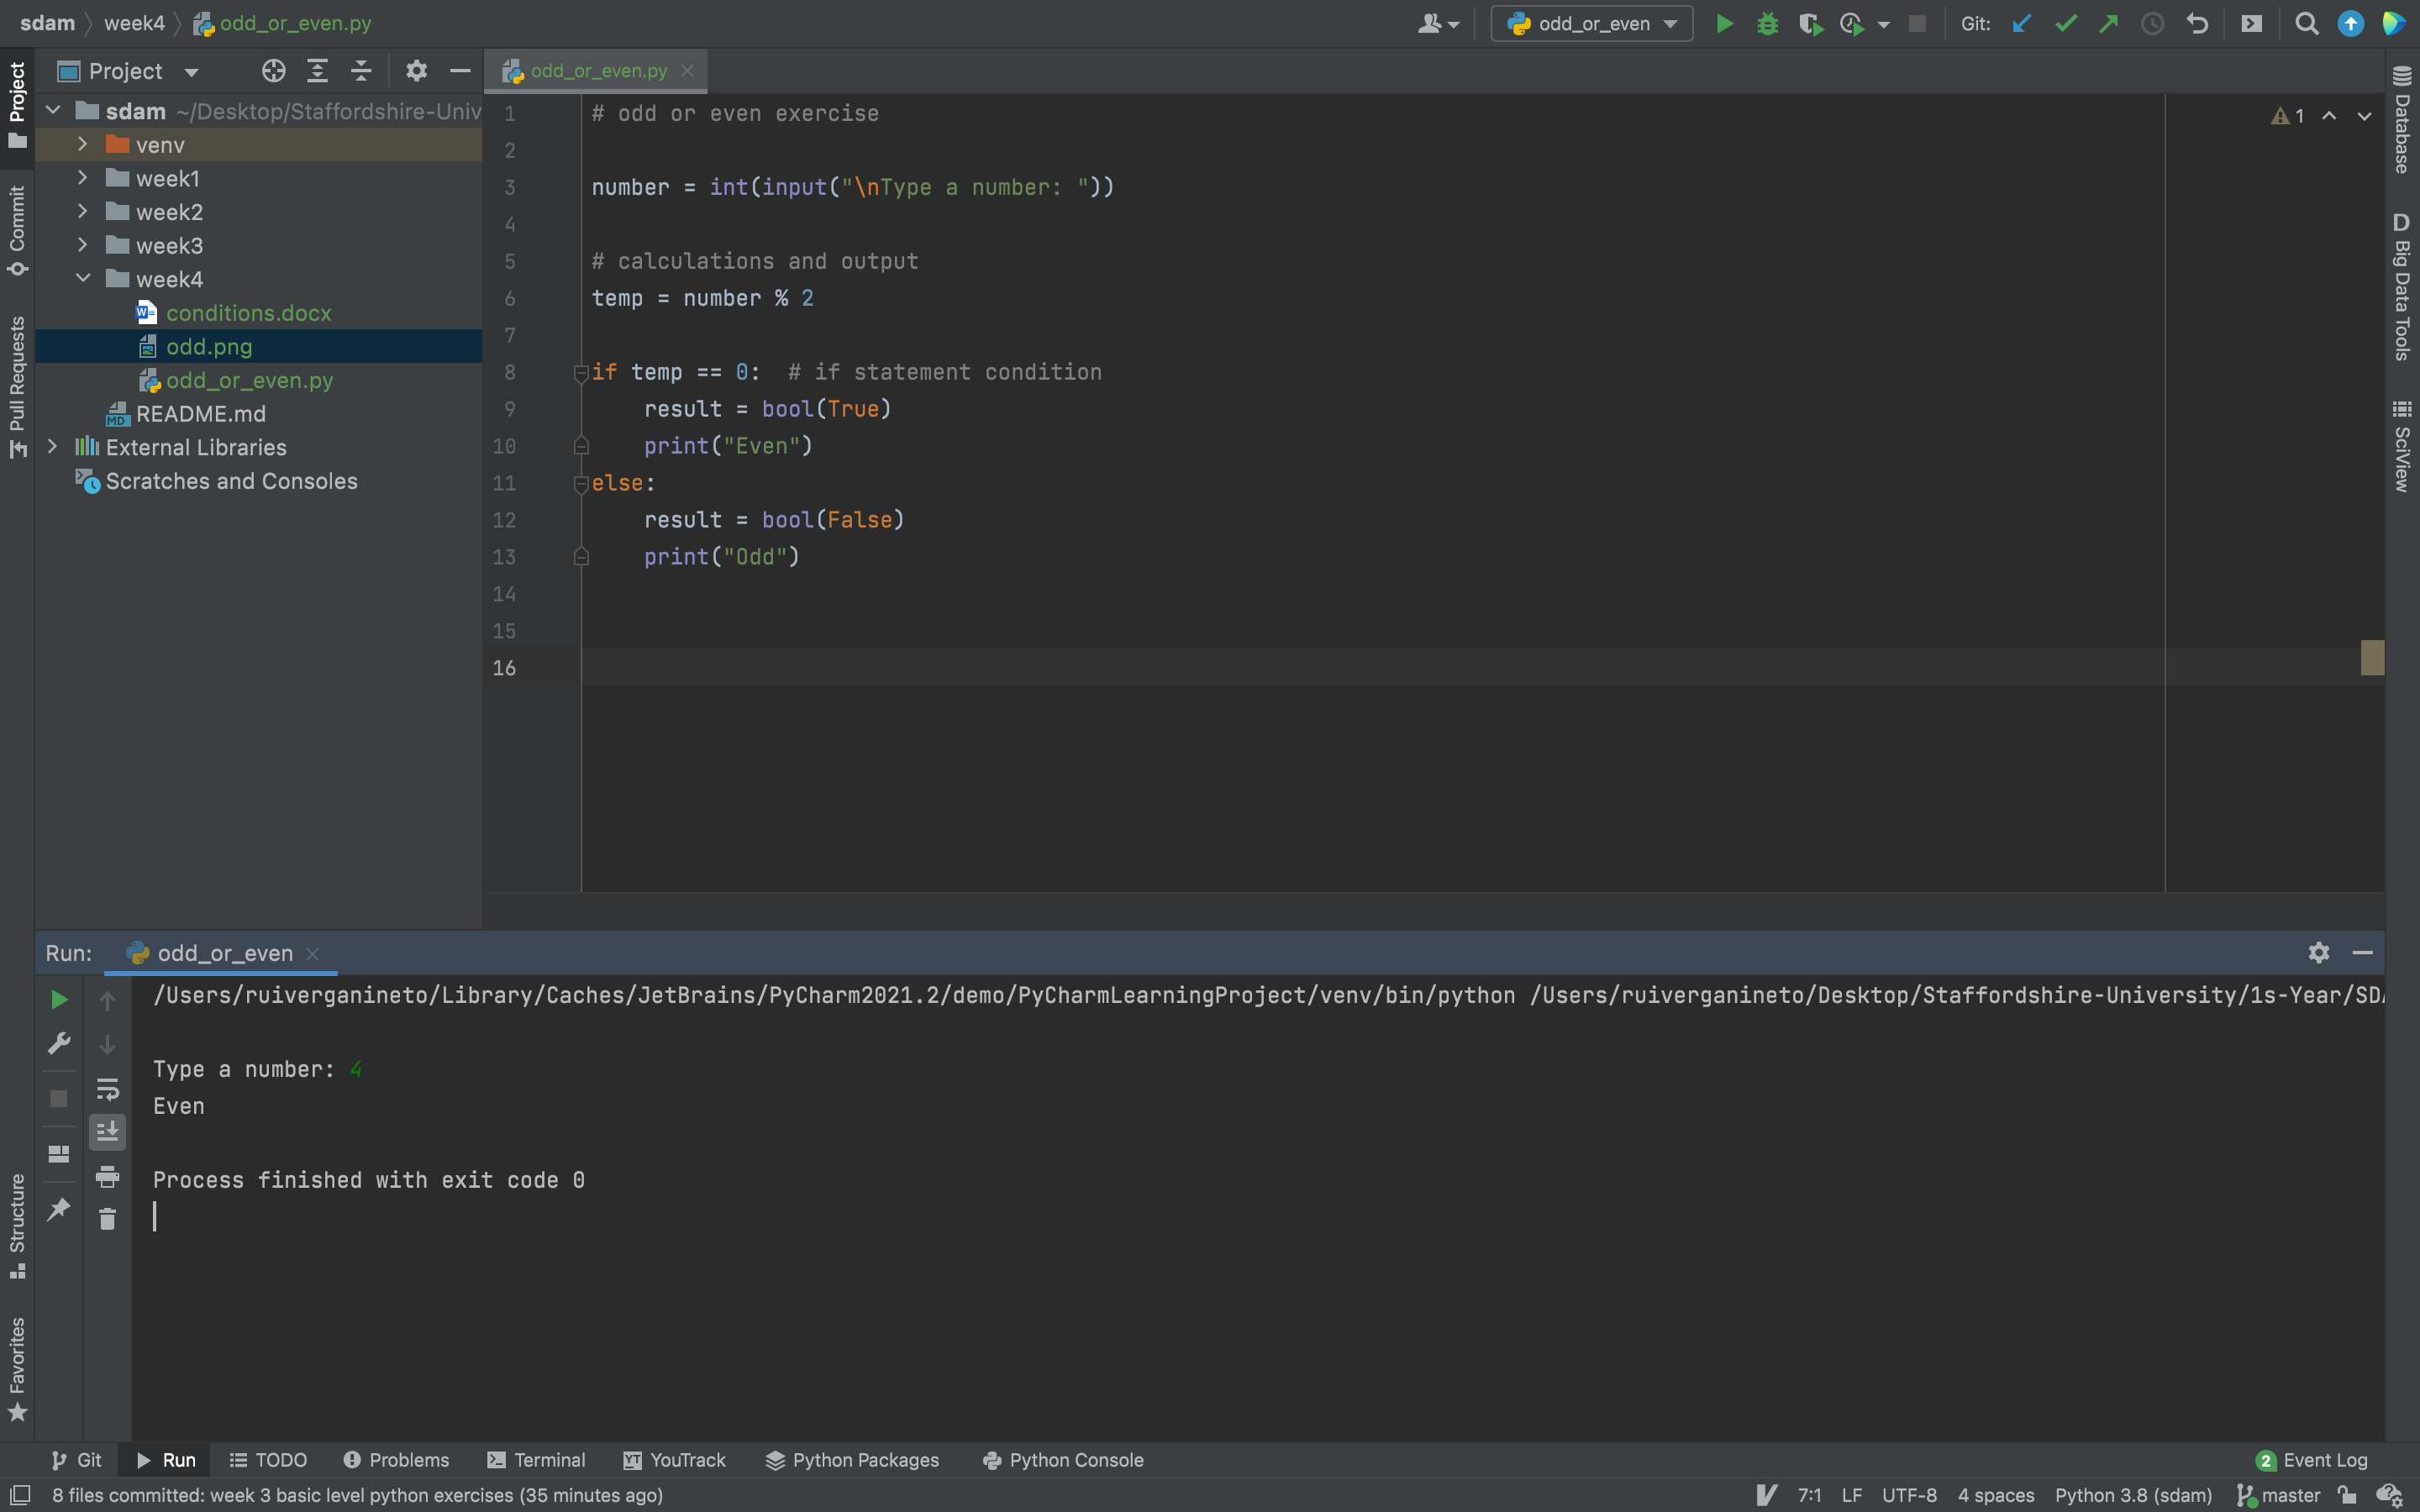 sdam week4 odd_or_even.py
odd_or_even Git:
Project
odd_or_even.py
sdam ~/Desktop/Staffordshire-Univ
venv
week1
week2
week3
week4
conditions.docx
odd.png
odd_or_even.py
README.md
External Libraries
Scratches and Consoles
Project
Commit
Pull Requests
Structure
Favorites
1 # odd or even exercise
2
3 number = int(input("\nType a number: "))
4
5 # calculations and output
6 temp = number % 2
7
8 if temp == 0:  # if statement condition
9 result = bool(True)
10 print("Even")
11 else:
12 result = bool(False)
13 print("Odd")
14
15
16
1
Database
D Big Data Tools
SciView
Run: odd_or_even
/Users/ruiverganineto/Library/Caches/JetBrains/PyCharm2021.2/demo/PyCharmLearningProject/venv/bin/python /Users/ruiverganineto/Desktop/Staffordshire-University/1s-Year/SDA
Type a number: 4
Even
Process finished with exit code 0
Git Run TODO Problems Terminal YouTrack Python Packages Python Console 2 Event Log
8 files committed: week 3 basic level python exercises (35 minutes ago) 7:1 LF UTF-8 4 spaces Python 3.8 (sdam) master